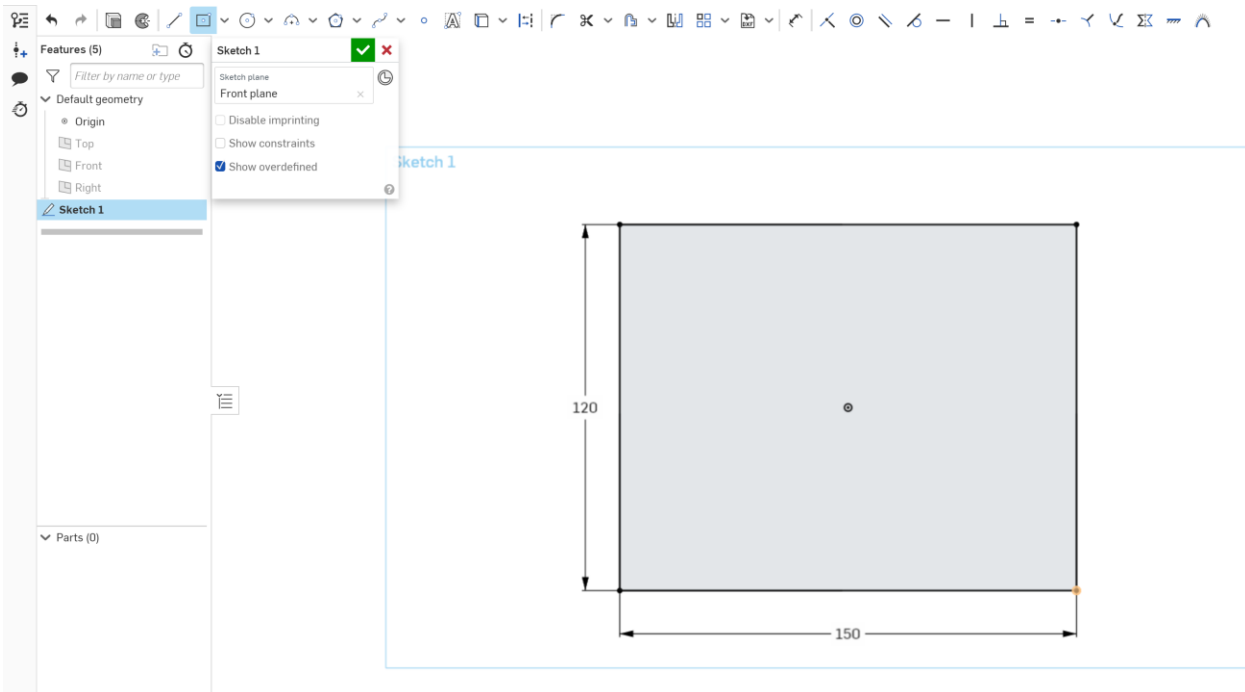 Features (5)
Filter by name or type
Default geometry
Origin
Top
Front
Right
Sketch 1
Parts (0)
Sketch 1
Sketch plane
Front plane
Disable imprinting
Show constraints
Show overdefined
Sketch 1
120
150